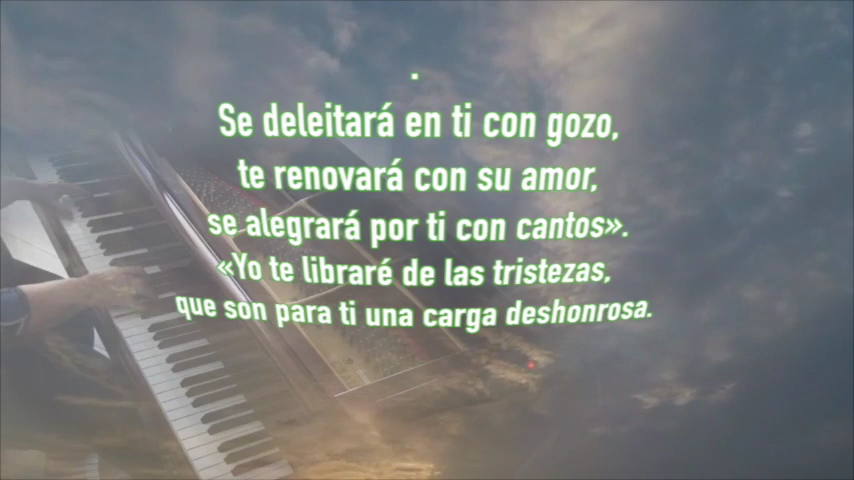 .
Se deleitará en ti con gozo,
te renovará con su amor,
se alegrará por ti con cantos».
«Yo te libraré de las tristezas,
que son para ti una carga deshonrosa.